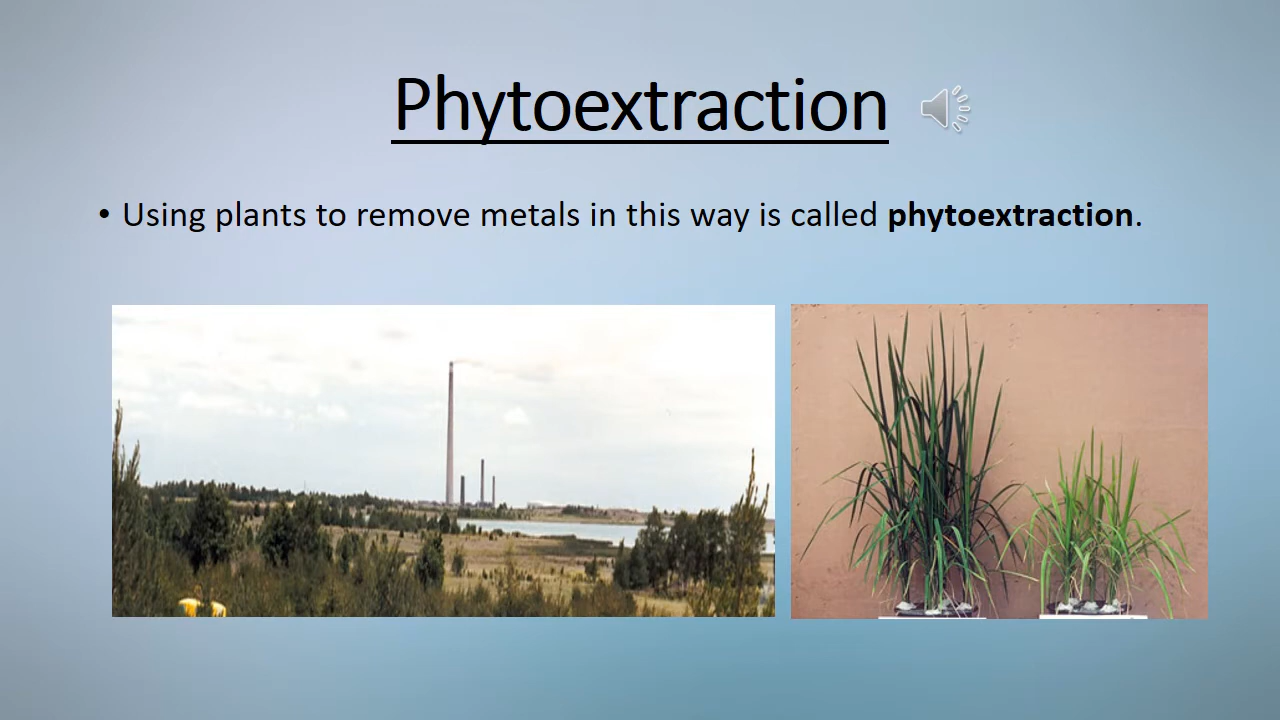 Phytoextraction
• Using plants to remove metals in this way is called phytoextraction.